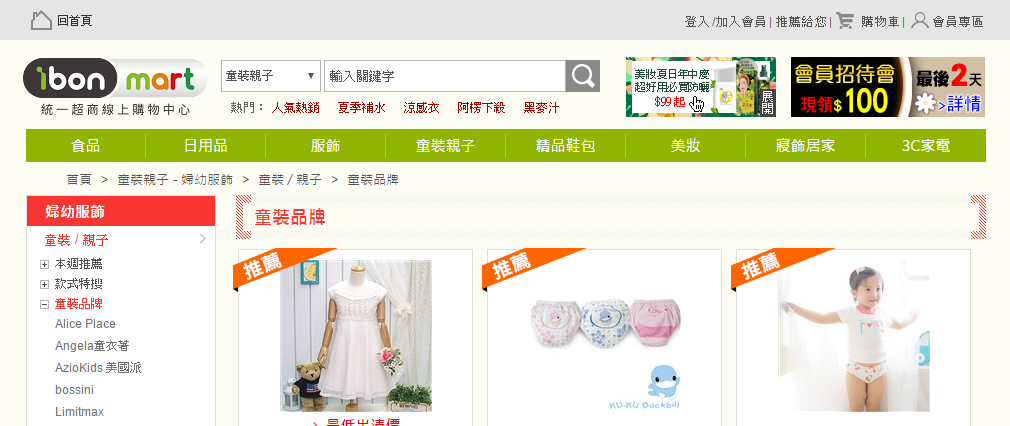 回首頁
登入 /加入會員 | 推薦給您 | 購物車 | 會員專區
ibon mart
統一超商線上購物中心
童裝親子
輸入關鍵字
熱門： 人氣熱銷 夏季補水 涼感衣 阿楞下殺 黑麥汁
美妝夏日年中慶
超好用必買防曬
$99起
展開
會員招待會
現領$100
最後2天
>詳情
食品 日用品 服飾 童裝親子 精品鞋包 美妝 寢飾居家 3C家電
首頁 > 童裝親子 - 婦幼服飾 > 童裝 / 親子 > 童裝品牌
婦幼服飾
童裝品牌
童裝 / 親子
本週推薦
款式特搜
童裝品牌
Alice Place
Angela童衣著
AzioKids 美國派
bossini
Limitmax
推薦
推薦
推薦
KU-KU Duckbill
> 最低出清價